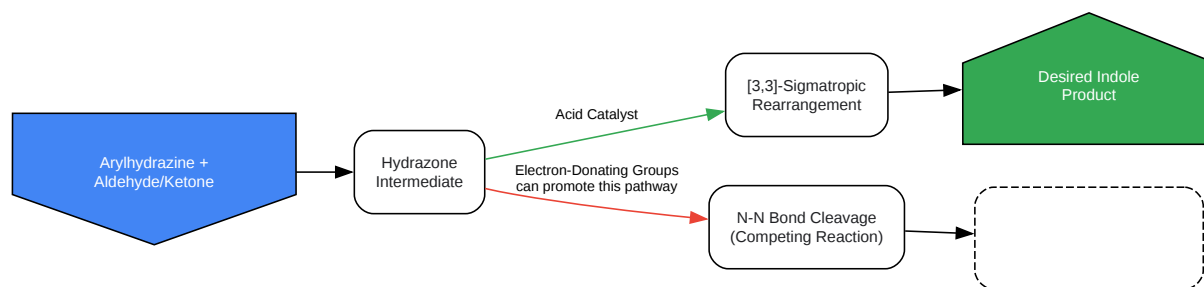 Arylhydrazine +
Aldehyde/Ketone
Hydrazone
Intermediate
Acid Catalyst
Electron-Donating Groups
can promote this pathway
[3,3]-Sigmatropic
Rearrangement
Desired Indole
Product
N-N Bond Cleavage
(Competing Reaction)